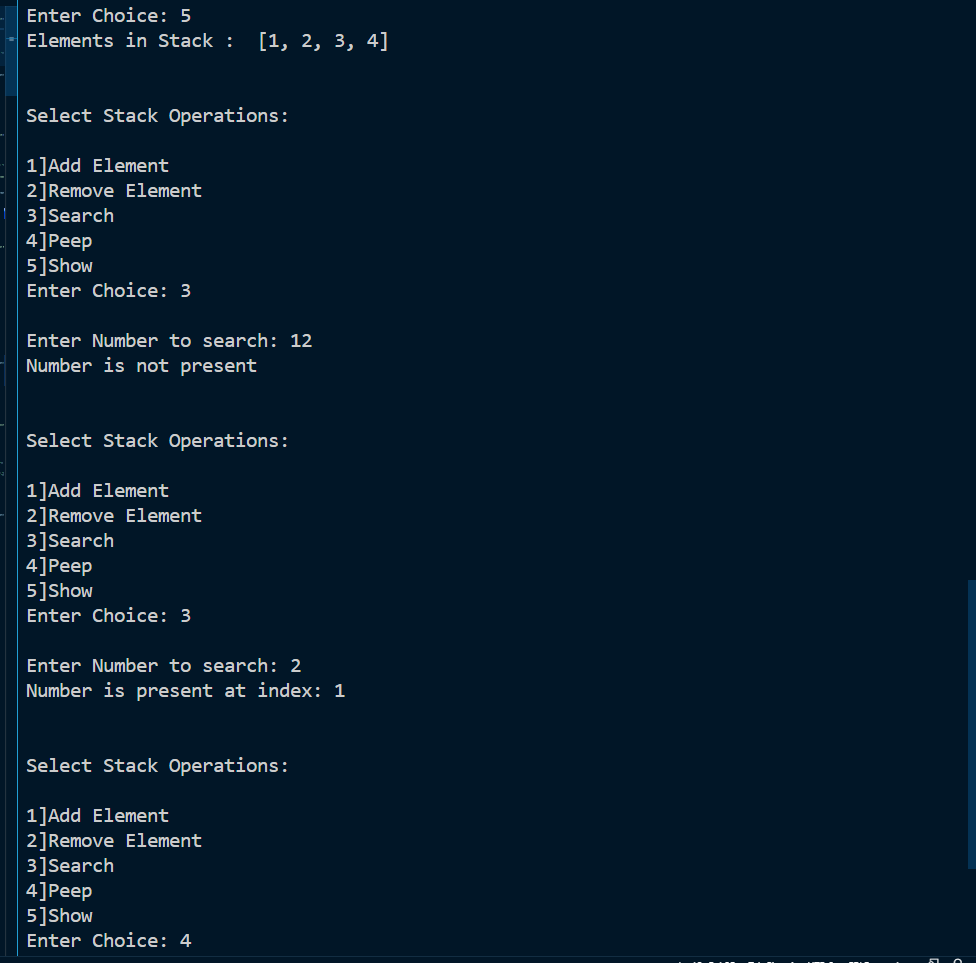 Enter Choice: 5
Elements in Stack :  [1, 2, 3, 4]
Select Stack Operations:
1]Add Element
2]Remove Element
3]Search
4]Peep
5]Show
Enter Choice: 3
Enter Number to search: 12
Number is not present
Select Stack Operations:
1]Add Element
2]Remove Element
3]Search
4]Peep
5]Show
Enter Choice: 3
Enter Number to search: 2
Number is present at index: 1
Select Stack Operations:
1]Add Element
2]Remove Element
3]Search
4]Peep
5]Show
Enter Choice: 4